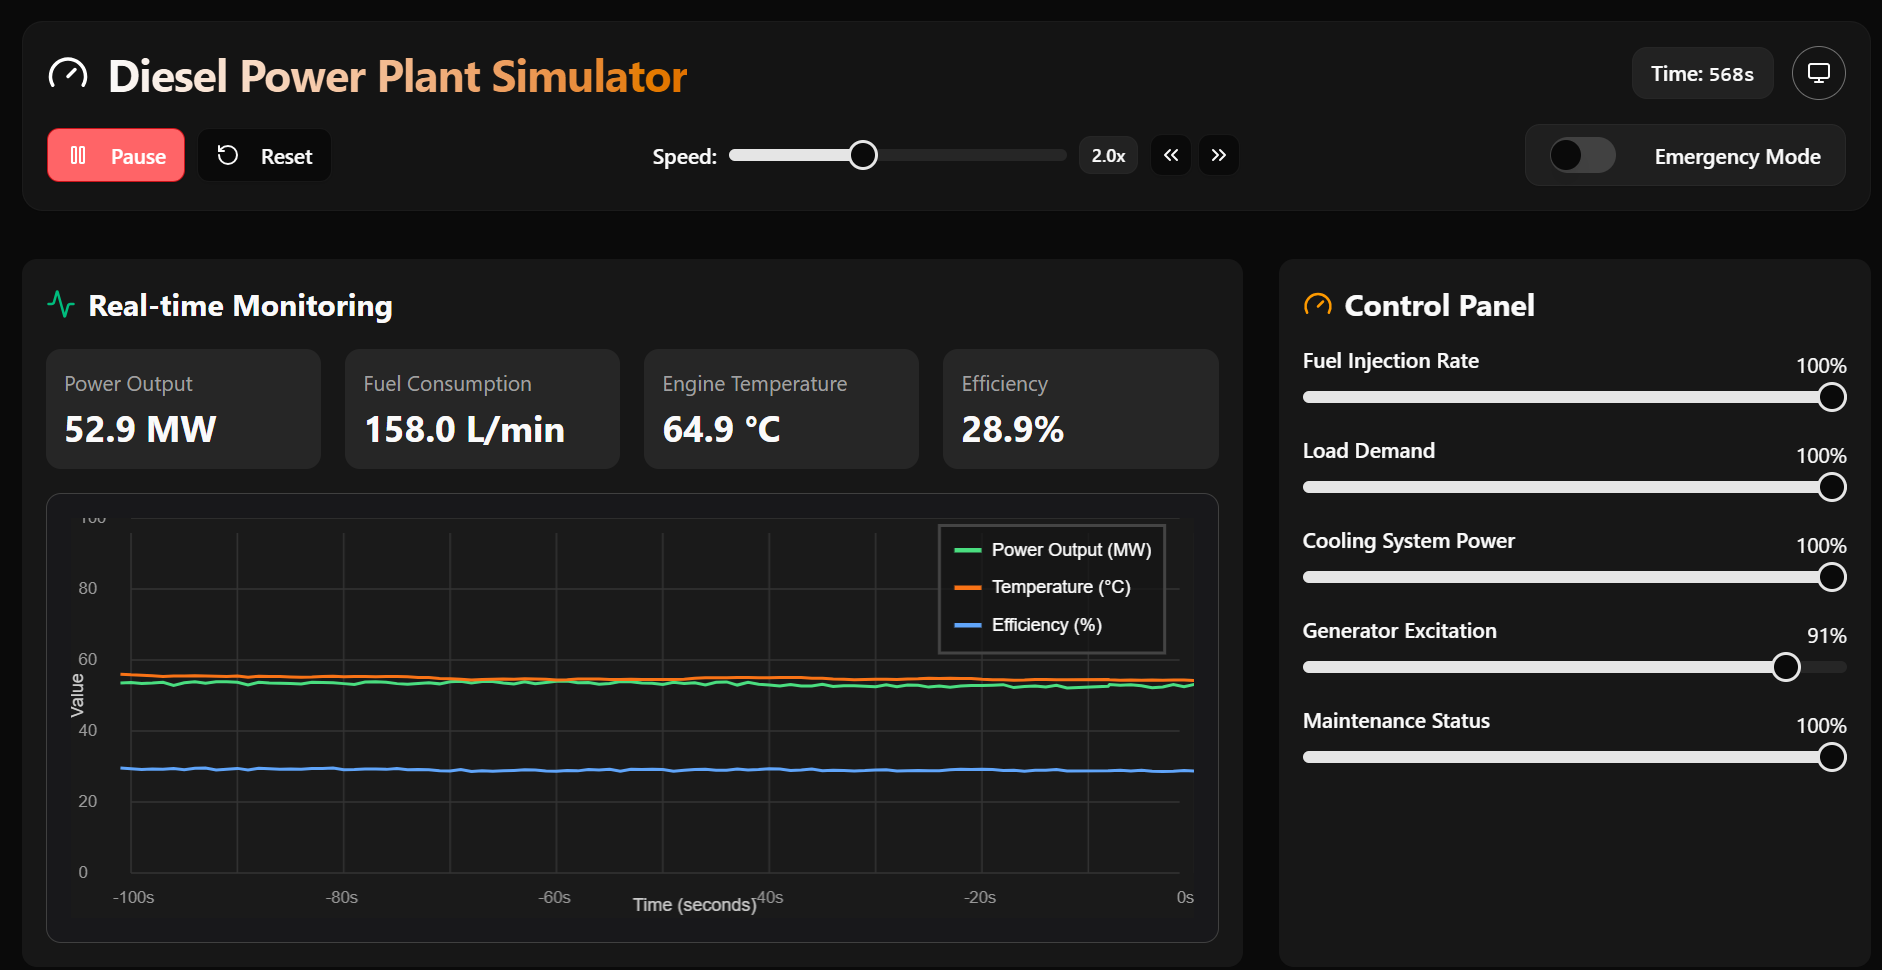 Diesel Power Plant Simulator
Time: 568s
Pause
Reset
Speed:
2.0x
Emergency Mode
Real-time Monitoring
Power Output
52.9 MW
Fuel Consumption
158.0 L/min
Engine Temperature
64.9 °C
Efficiency
28.9%
100
80
60
40
20
0
Value
Power Output (MW)
Temperature (°C)
Efficiency (%)
-100s
-80s
-60s
-40s
-20s
0s
Time (seconds)
Control Panel
Fuel Injection Rate
100%
Load Demand
100%
Cooling System Power
100%
Generator Excitation
91%
Maintenance Status
100%